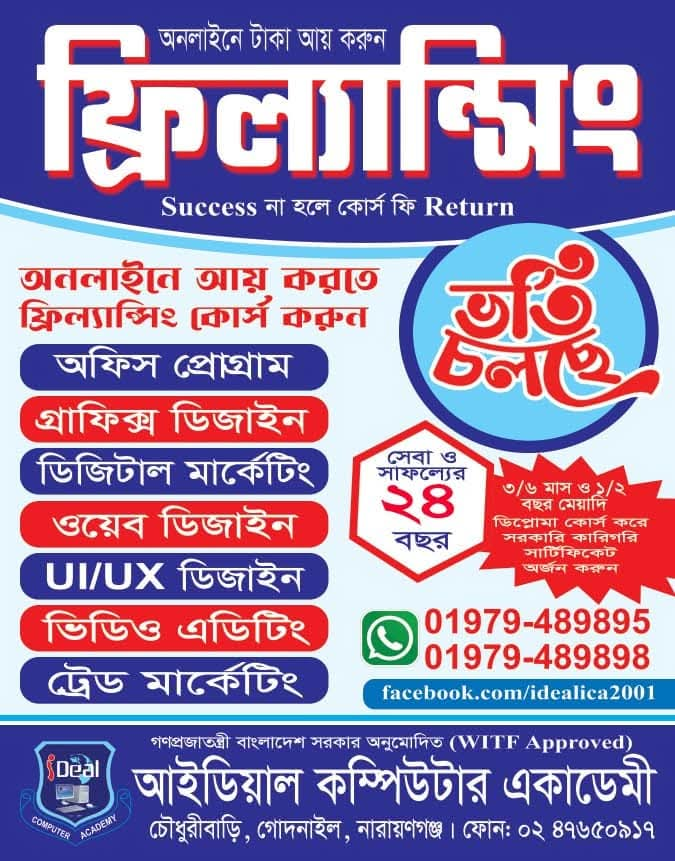 অনলাইনে টাকা আয় করুন
ফ্রিল্যান্সিং
Success না হলে কোর্স ফি Return
অনলাইনে আয় করতে
ফ্রিল্যান্সিং কোর্স করুন
ভর্তি
চলছে
অফিস প্রোগ্রাম
গ্রাফিক্স ডিজাইন
ডিজিটাল মার্কেটিং
ওয়েব ডিজাইন
UI/UX ডিজাইন
ভিডিও এডিটিং
ট্রেড মার্কেটিং
সেবা ও
সাফল্যের
২৪
বছর
৩/৬ মাস ও ১/২
বছর মেয়াদি
ডিপ্লোমা কোর্স করে
সরকারি কারিগরি
সার্টিফিকেট
অর্জন করুন
01979-489895
01979-489898
facebook.com/idealica2001
গণপ্রজাতন্ত্রী বাংলাদেশ সরকার অনুমোদিত (WITF Approved)
আইডিয়াল কম্পিউটার একাডেমী
চৌধুরীবাড়ি, গোদনাইল, নারায়ণগঞ্জ। ফোন: ০২ ৪৭৬৫০৯১৭
iDeal
COMPUTER ACADEMY